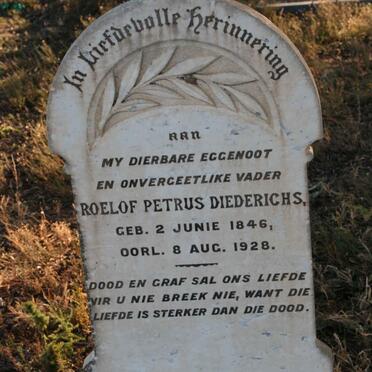 In Liefdevolle Herinnering
AAN
MY DIERBARE EGGENOOT
EN ONVERGEETLIKE VADER
ROELOF PETRUS DIEDERICHS,
GEB. 2 JUNIE 1846,
OORL. 8 AUG. 1928.
DOOD EN GRAF SAL ONS LIEFDE
VIR U NIE BREEK NIE, WANT DIE
LIEFDE IS STERKER DAN DIE DOOD.